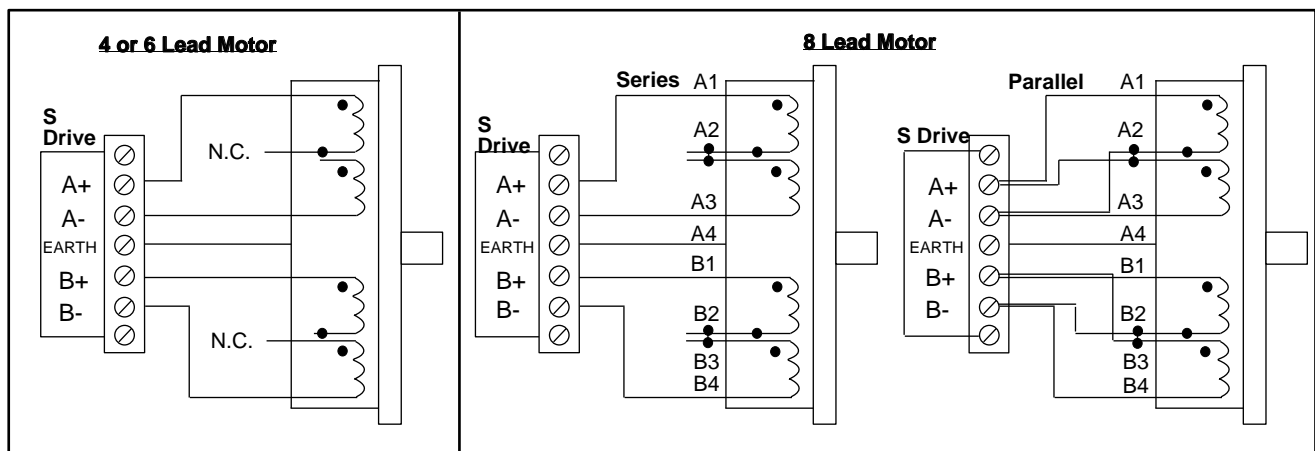 4 or 6 Lead Motor
S
Drive
N.C.
A+
A-
EARTH
B+
B-
N.C.
8 Lead Motor
Series
A1
S
Drive
A2
A+
A-
A3
EARTH
A4
B1
B+
B-
B2
B3
B4
Parallel
A1
S Drive
A2
A+
A-
A3
EARTH
A4
B1
B+
B-
B2
B3
B4